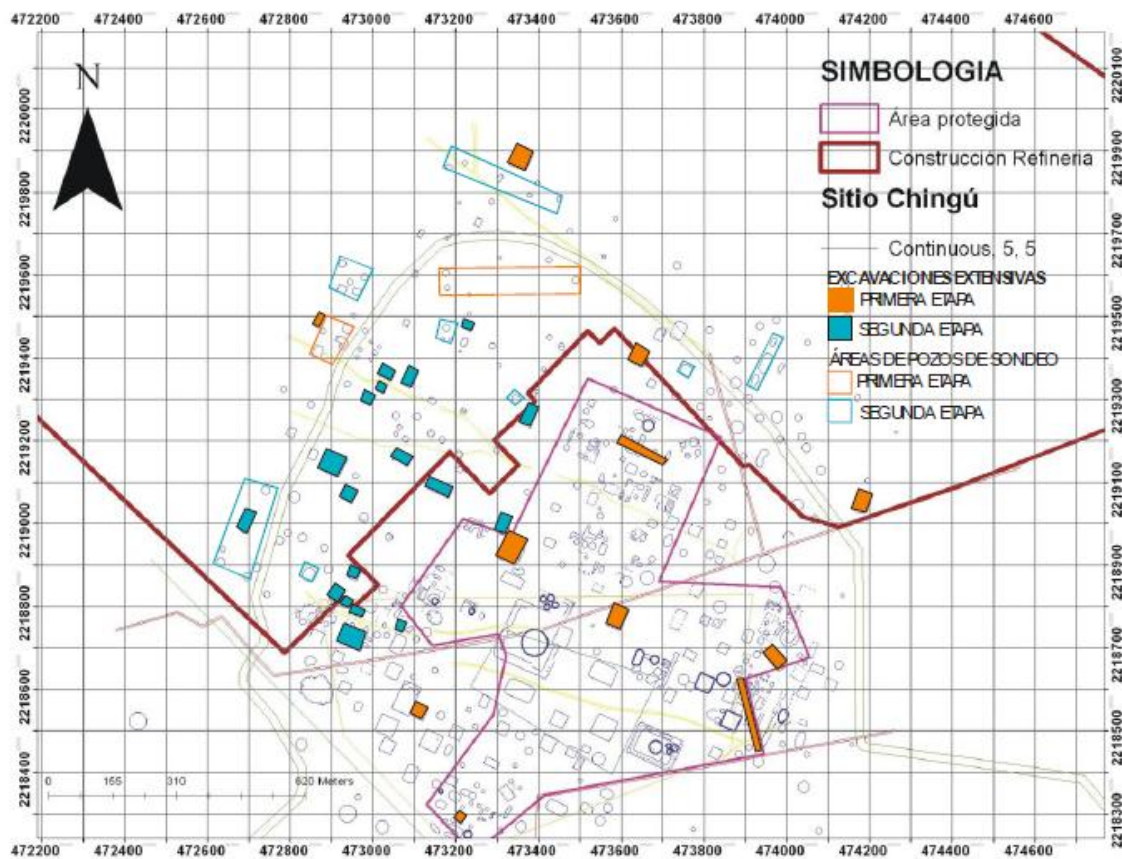 472200 472400 472600 472800 473000 473200 473400 473600 473800 474000 474200 474400 474600
N
SIMBOLOGIA
Área protegida
Construcción Refineria
Sitio Chingú
Continuous, 5, 5
EXCAVACIONES EXTENSIVAS
PRIMERA ETAPA
SEGUNDA ETAPA
ÁREAS DE POZOS DE SONDEO
PRIMERA ETAPA
SEGUNDA ETAPA
2220000
2219800
2219600
2219400
2219200
2219000
2218800
2218600
2218400
2220100
2219900
2219700
2219500
2219300
2219100
2218900
2218700
2218500
2218300
0 155 310 620 Meters
472200 472400 472600 472800 473000 473200 473400 473600 473800 474000 474200 474400 474600